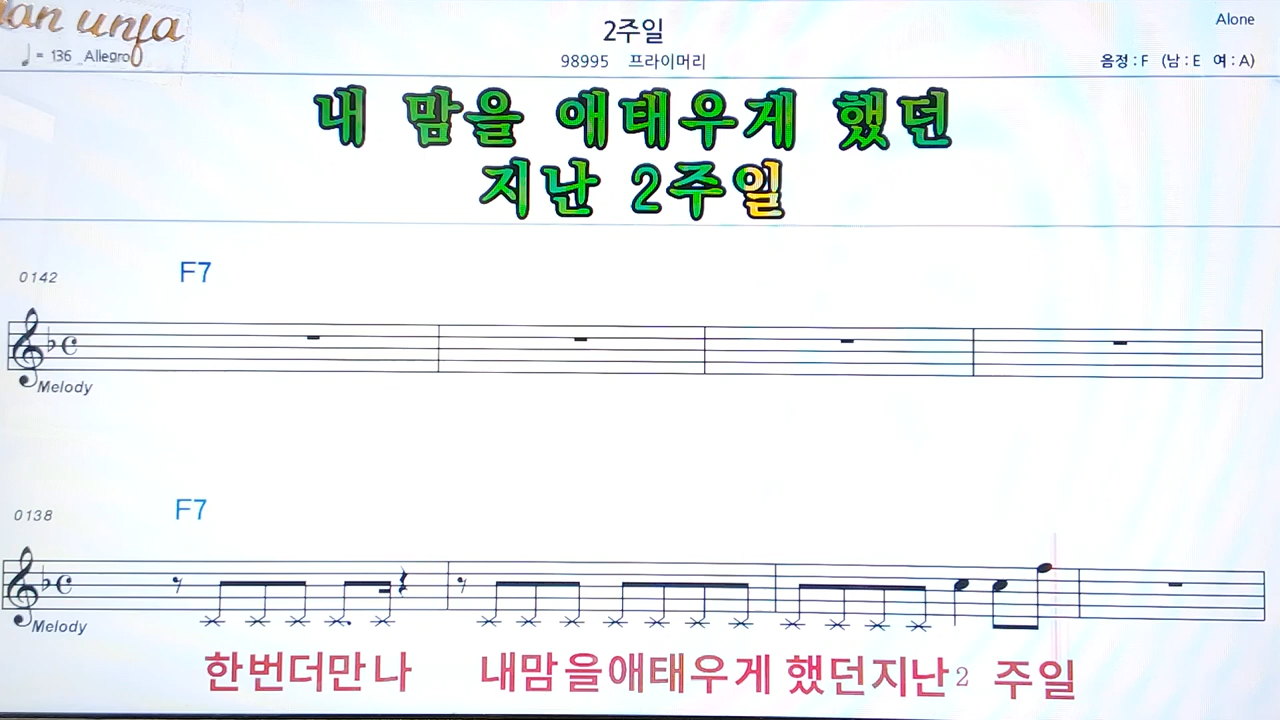 2주일
Alone
♩= 136 Allegro
98995 프라이머리
음정 : F (남 : E 여 : A)
내 맘을 애태우게 했던
지난 2주일
0142
F7
Melody
0138
F7
Melody
한번더만나 내맘을애태우게 했던지난2 주일